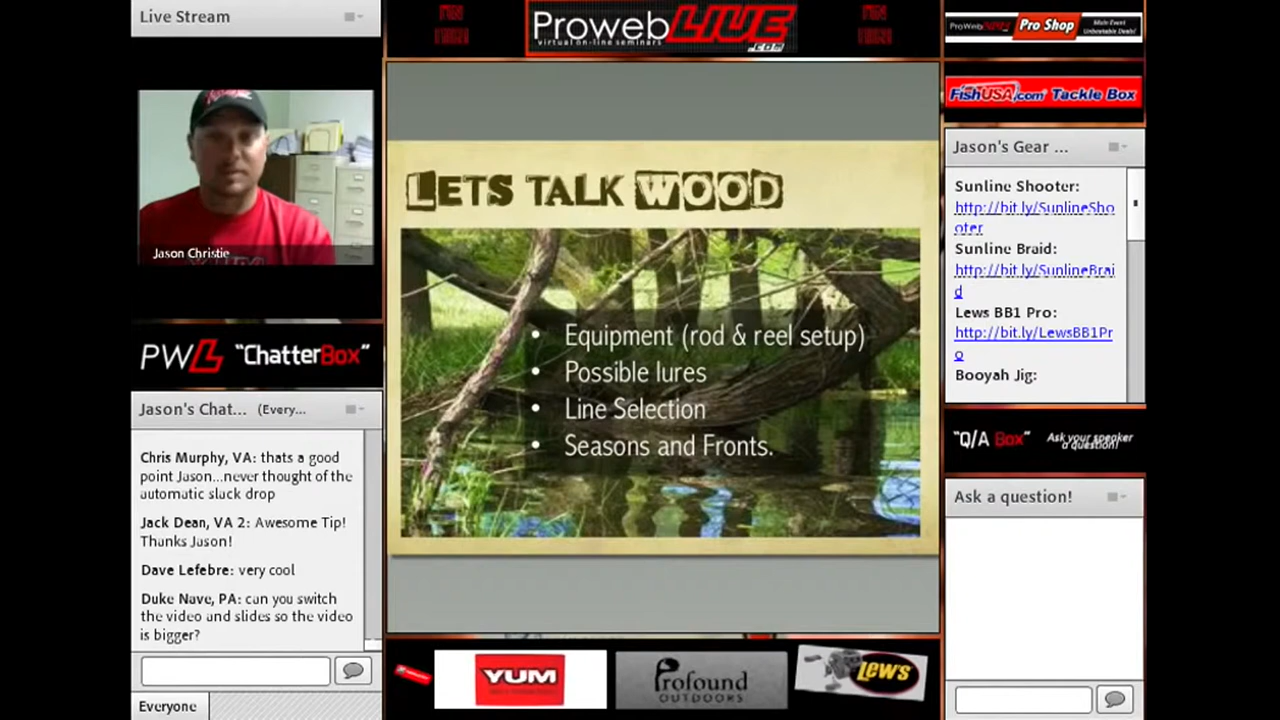 Live Stream
Jason Christie
PWL "ChatterBox"
Jason's Chat... (Every...
Chris Murphy, VA: thats a good
point Jason...never thought of the
automatic slack drop
Jack Dean, VA 2: Awesome Tip!
Thanks Jason!
Dave Lefebre: very cool
Duke Nave, PA: can you switch
the video and slides so the video
is bigger?
Everyone
ProwebLIVE
.com
virtual on-line seminars
LETS TALK WOOD
• Equipment (rod & reel setup)
• Possible lures
• Line Selection
• Seasons and Fronts.
YUM
Profound
OUTDOORS
Lew's
Pro Shop
Main Event
Unbeatable Deals!
FishUSA.com Tackle Box
Jason's Gear ...
Sunline Shooter:
http://bit.ly/SunlineSho
oter
Sunline Braid:
http://bit.ly/SunlineBrai
d
Lews BB1 Pro:
http://bit.ly/LewsBB1Pr
o
Booyah Jig:
"Q/A Box"
Ask your speaker
a question!
Ask a question!